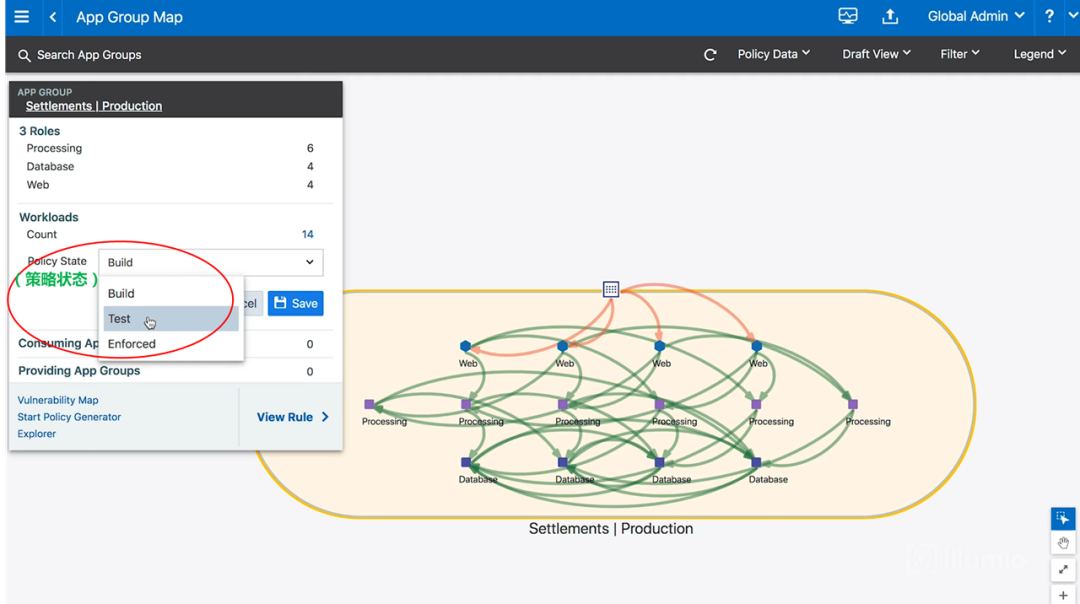 App Group Map
Global Admin
?
Search App Groups
Policy Data
Draft View
Filter
Legend
APP GROUP
Settlements | Production
3 Roles
Processing 6
Database 4
Web 4
Workloads
Count 14
Policy State Build
(策略状态)
Build
Test
Enforced
cel
Save
Consuming Ap 0
Providing App Groups 0
Vulnerability Map
Start Policy Generator
Explorer
View Rule
Web Web Web Web
Processing Processing Processing Processing Processing Processing
Database Database Database Database
Settlements | Production
illumio